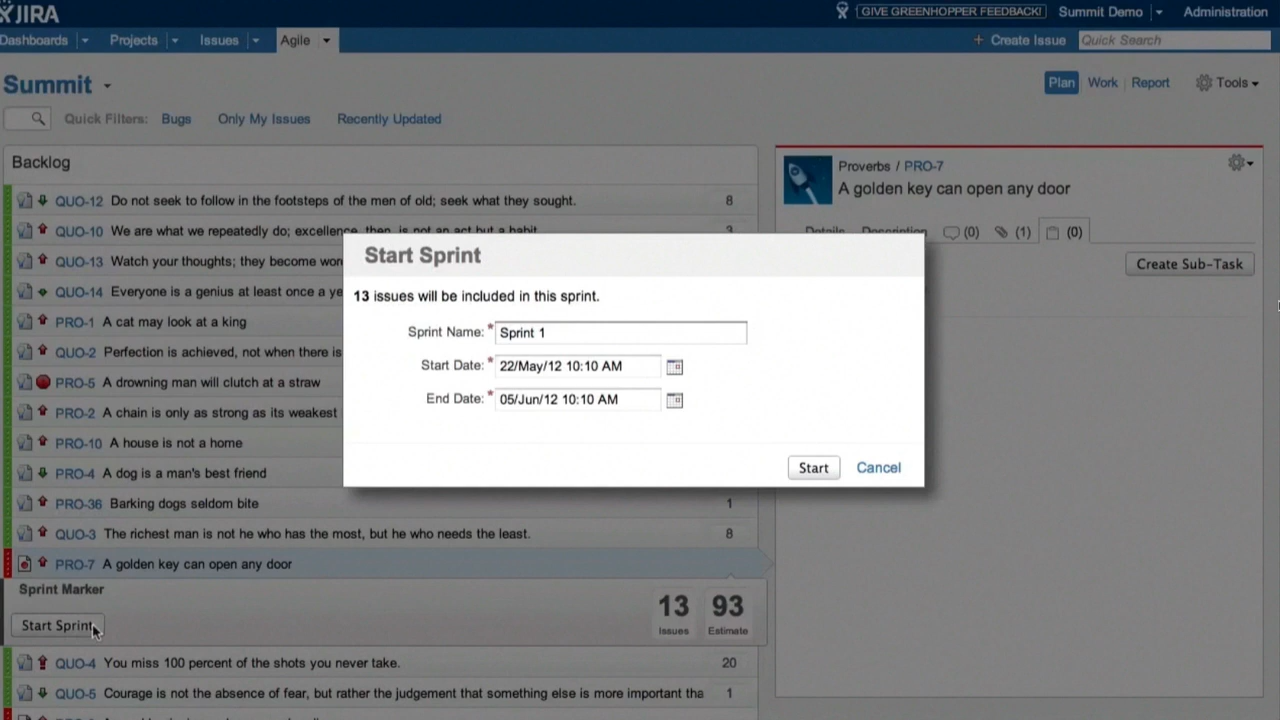 JIRA
GIVE GREENHOPPER FEEDBACK! Summit Demo Administration
Dashboards Projects Issues Agile + Create Issue Quick Search
Summit
Plan Work Report Tools
Quick Filters: Bugs Only My Issues Recently Updated
Backlog
QUO-12 Do not seek to follow in the footsteps of the men of old; seek what they sought. 8
QUO-10 We are what we repeatedly do; excellence, then, is not an act but a habit. 3
QUO-13 Watch your thoughts; they become
QUO-14 Everyone is a genius at least once a
PRO-1 A cat may look at a king
QUO-2 Perfection is achieved, not when there is
PRO-5 A drowning man will clutch at a straw
PRO-2 A chain is only as strong as its weakest
PRO-10 A house is not a home
PRO-4 A dog is a man's best friend
PRO-36 Barking dogs seldom bite 1
QUO-3 The richest man is not he who has the most, but he who needs the least. 8
PRO-7 A golden key can open any door
Sprint Marker
Start Sprint
13 Issues
93 Estimate
QUO-4 You miss 100 percent of the shots you never take. 20
QUO-5 Courage is not the absence of fear, but rather the judgement that something else is more important tha 1
Proverbs / PRO-7
A golden key can open any door
Details Description (0) (1) (0)
Create Sub-Task
Start Sprint
13 issues will be included in this sprint.
Sprint Name: * Sprint 1
Start Date: * 22/May/12 10:10 AM
End Date: * 05/Jun/12 10:10 AM
Start Cancel